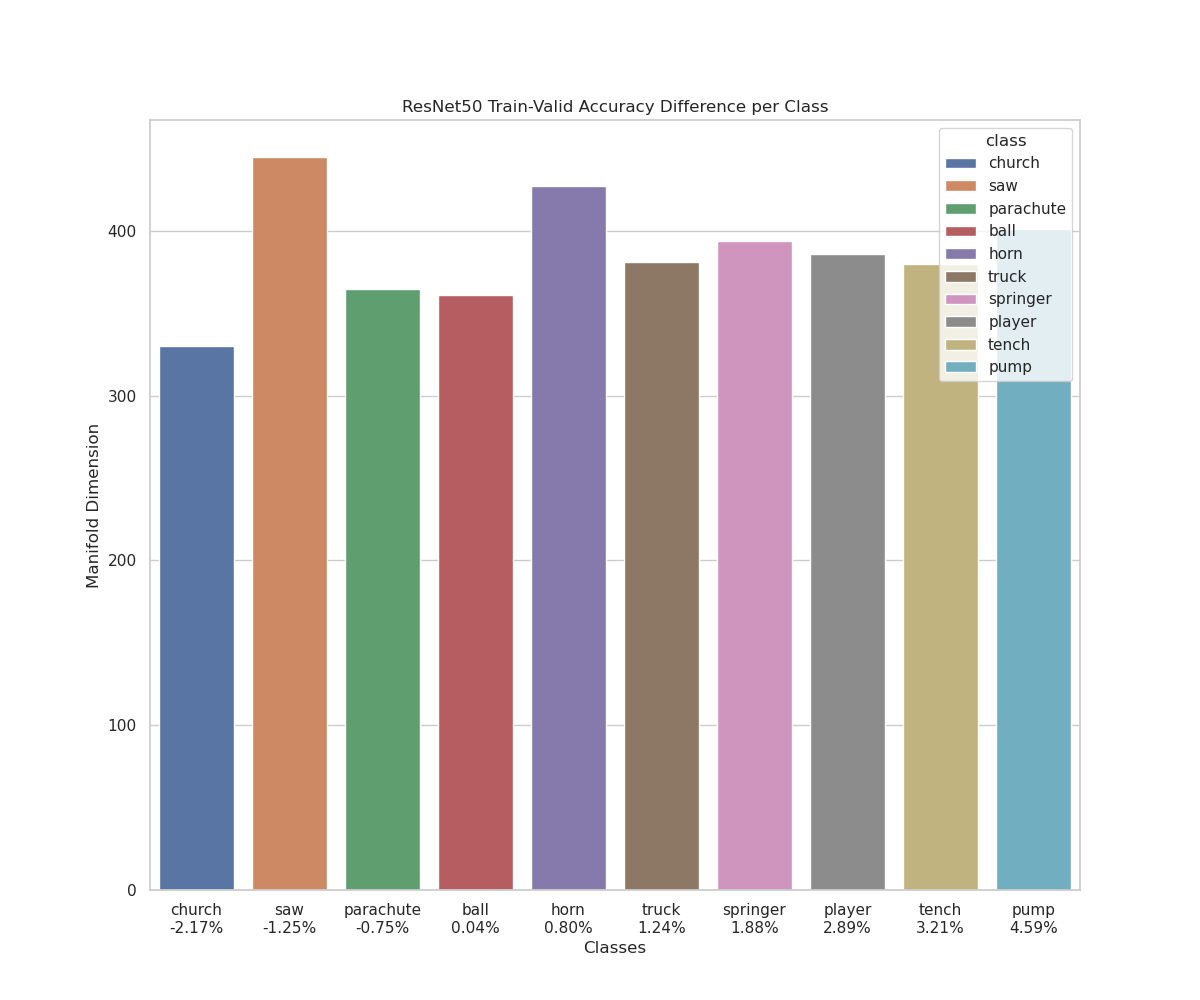 ResNet50 Train-Valid Accuracy Difference per Class
class
church
saw
parachute
ball
horn
truck
springer
player
tench
pump
Manifold Dimension
400
300
200
100
0
church saw parachute ball horn truck springer player tench pump
-2.17% -1.25% -0.75% 0.04% 0.80% 1.24% 1.88% 2.89% 3.21% 4.59%
Classes